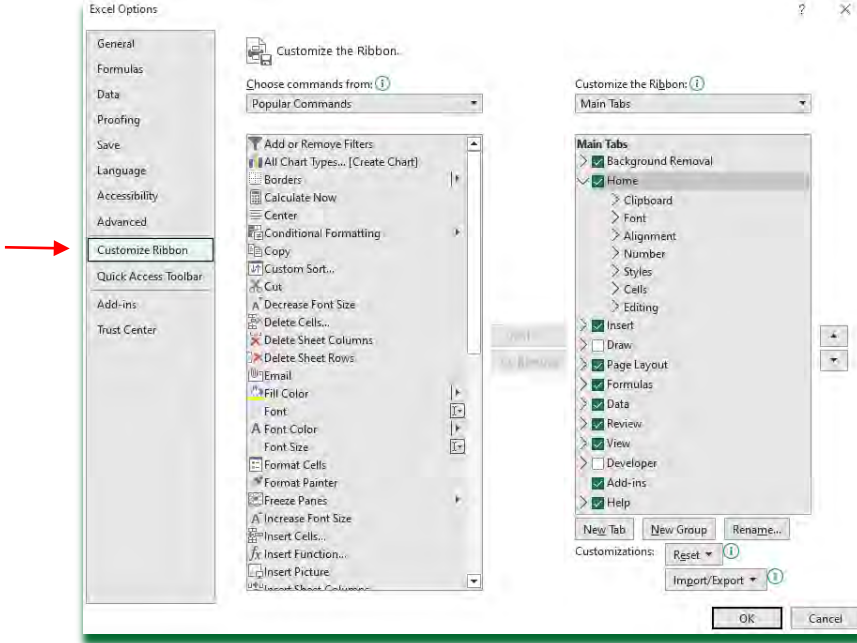 Excel Options
?
General
Formulas
Data
Proofing
Save
Language
Accessibility
Advanced
Customize Ribbon
Quick Access Toolbar
Add-ins
Trust Center
Customize the Ribbon.
Choose commands from:
Popular Commands
Add or Remove Filters
All Chart Types... [Create Chart]
Borders
Calculate Now
Center
Conditional Formatting
Copy
Custom Sort...
Cut
Decrease Font Size
Delete Cells...
Delete Sheet Columns
Delete Sheet Rows
Email
Fill Color
Font
Font Color
Font Size
Format Cells
Format Painter
Freeze Panes
Increase Font Size
Insert Cells...
Insert Function...
Insert Picture
Insert Sheet Columns
Customize the Ribbon:
Main Tabs
Main Tabs
Background Removal
Home
Clipboard
Font
Alignment
Number
Styles
Cells
Editing
Insert
Draw
Page Layout
Formulas
Data
Review
View
Developer
Add-ins
Help
New Tab
New Group
Rename...
Customizations:
Reset
Import/Export
OK
Cancel